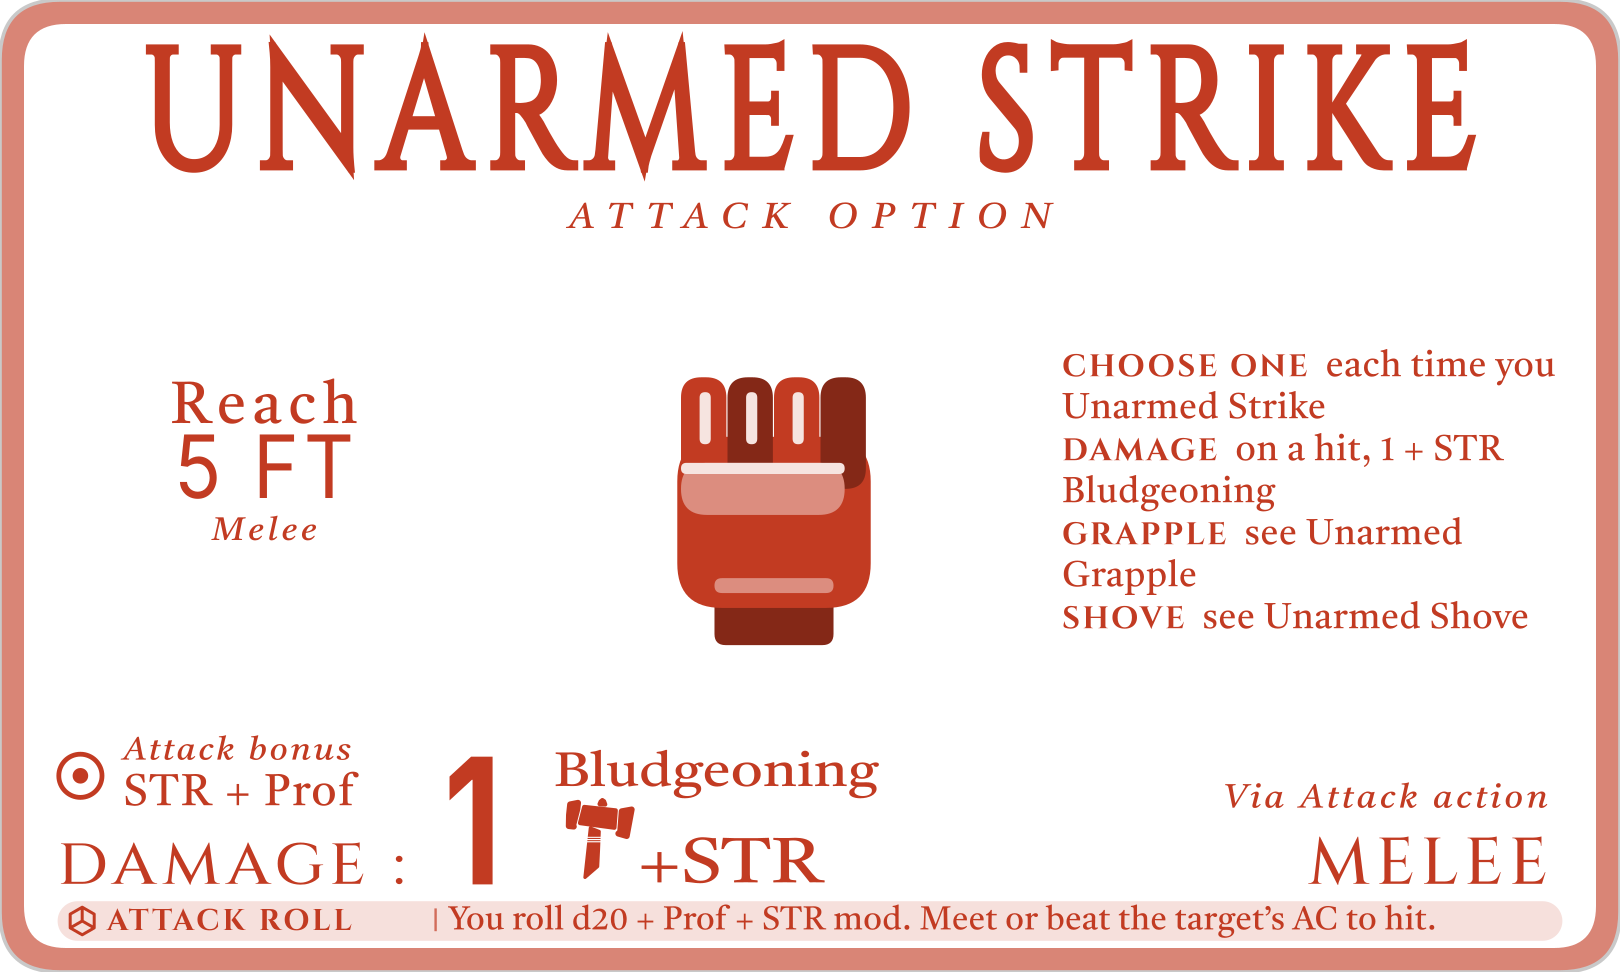 UNARMED STRIKE
ATTACK OPTION
Reach
5 FT
Melee
CHOOSE ONE each time you
Unarmed Strike
DAMAGE on a hit, 1 + STR
Bludgeoning
GRAPPLE see Unarmed
Grapple
SHOVE see Unarmed Shove
Attack bonus
STR + Prof
DAMAGE : 1
Bludgeoning
+STR
Via Attack action
MELEE
ATTACK ROLL | You roll d20 + Prof + STR mod. Meet or beat the target’s AC to hit.